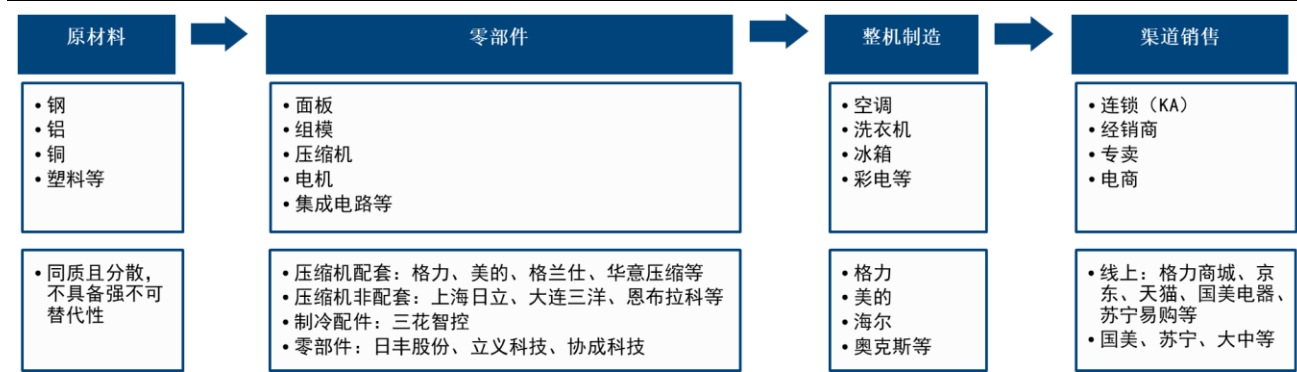 原材料
零部件
整机制造
渠道销售
• 钢
• 铝
• 铜
• 塑料等
• 面板
• 组模
• 压缩机
• 电机
• 集成电路等
• 空调
• 洗衣机
• 冰箱
• 彩电等
• 连锁（KA）
• 经销商
• 专卖
• 电商
• 同质且分散，
不具备强不可
替代性
• 压缩机配套：格力、美的、格兰仕、华意压缩等
• 压缩机非配套：上海日立、大连三洋、恩布拉科等
• 制冷配件：三花智控
• 零部件：日丰股份、立义科技、协成科技
• 格力
• 美的
• 海尔
• 奥克斯等
• 线上：格力商城、京
东、天猫、国美电器、
苏宁易购等
• 国美、苏宁、大中等